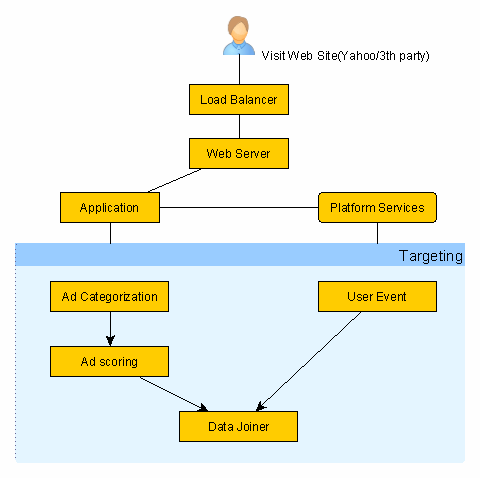 Visit Web Site(Yahoo/3th party)
Load Balancer
Web Server
Application
Platform Services
Targeting
Ad Categorization
User Event
Ad scoring
Data Joiner